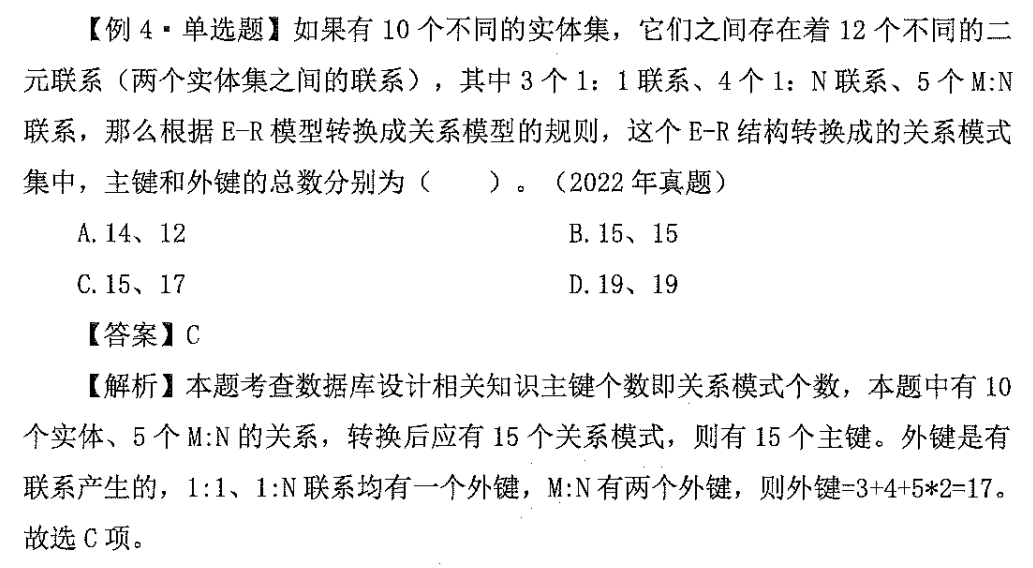 【例 4·单选题】如果有 10 个不同的实体集，它们之间存在着 12 个不同的二
元联系（两个实体集之间的联系），其中 3 个 1：1 联系、4 个 1：N 联系、5 个 M:N
联系，那么根据 E-R 模型转换成关系模型的规则，这个 E-R 结构转换成的关系模式
集中，主键和外键的总数分别为（　　）。（2022 年真题）
A.14、12　　B.15、15
C.15、17　　D.19、19
【答案】C
【解析】本题考查数据库设计相关知识主键个数即关系模式个数，本题中有 10
个实体、5 个 M:N 的关系，转换后应有 15 个关系模式，则有 15 个主键。外键是有
联系产生的，1:1、1:N 联系均有一个外键，M:N 有两个外键，则外键=3+4+5*2=17。
故选 C 项。